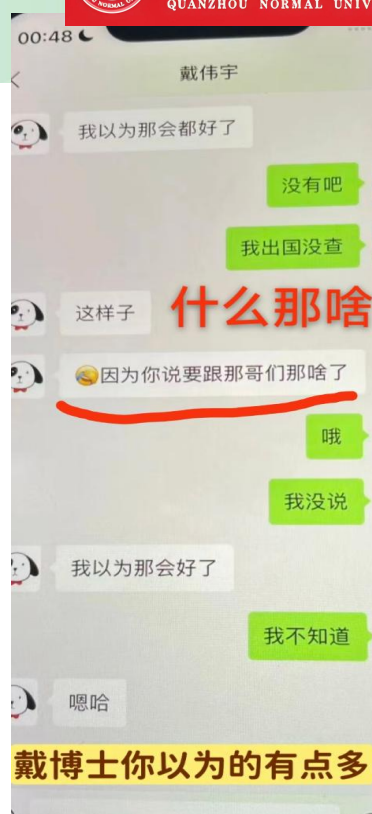 QUANZHOU NORMAL UNIV
00:48
戴伟宇
我以为那会都好了
没有吧
我出国没查
什么那啥
这样子
因为你说要跟那哥们那啥了
哦
我没说
我以为那会好了
我不知道
嗯哈
戴博士你以为的有点多